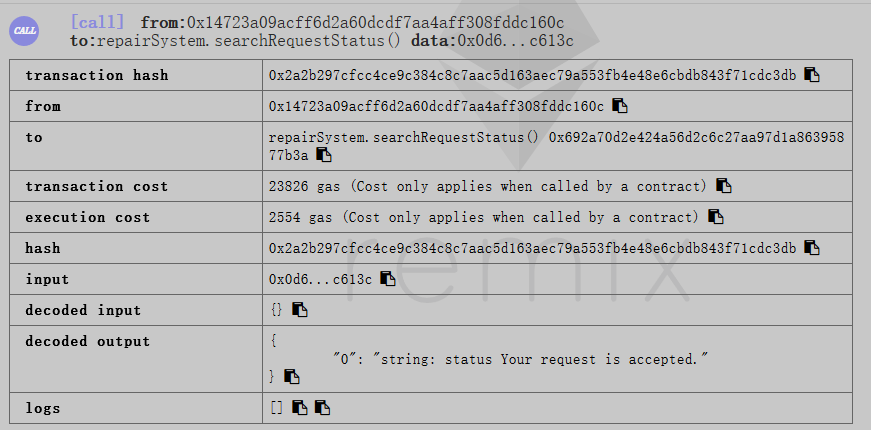 CALL
[call] from:0x14723a09acff6d2a60dcdf7aa4aff308fddc160c
to:repairSystem.searchRequestStatus() data:0x0d6...c613c
transaction hash 0x2a2b297cfcc4ce9c384c8c7aac5d163aec79a553fb4e48e6cbdb843f71cdc3db
from 0x14723a09acff6d2a60dcdf7aa4aff308fddc160c
to repairSystem.searchRequestStatus() 0x692a70d2e424a56d2c6c27aa97d1a863958
77b3a
transaction cost 23826 gas (Cost only applies when called by a contract)
execution cost 2554 gas (Cost only applies when called by a contract)
hash 0x2a2b297cfcc4ce9c384c8c7aac5d163aec79a553fb4e48e6cbdb843f71cdc3db
input 0x0d6...c613c
remix
decoded input {}
decoded output {
"0": "string: status Your request is accepted."
}
logs []